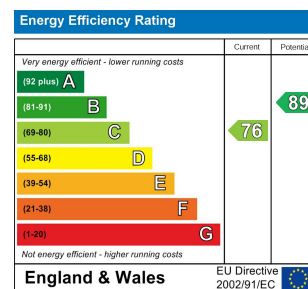 Energy Efficiency Rating
Current Potentia
Very energy efficient - lower running costs
(92 plus) A
(81-91) B
89
(69-80) C
76
(55-68) D
(39-54) E
(21-38) F
(1-20) G
Not energy efficient - higher running costs
England & Wales
EU Directive
2002/91/EC